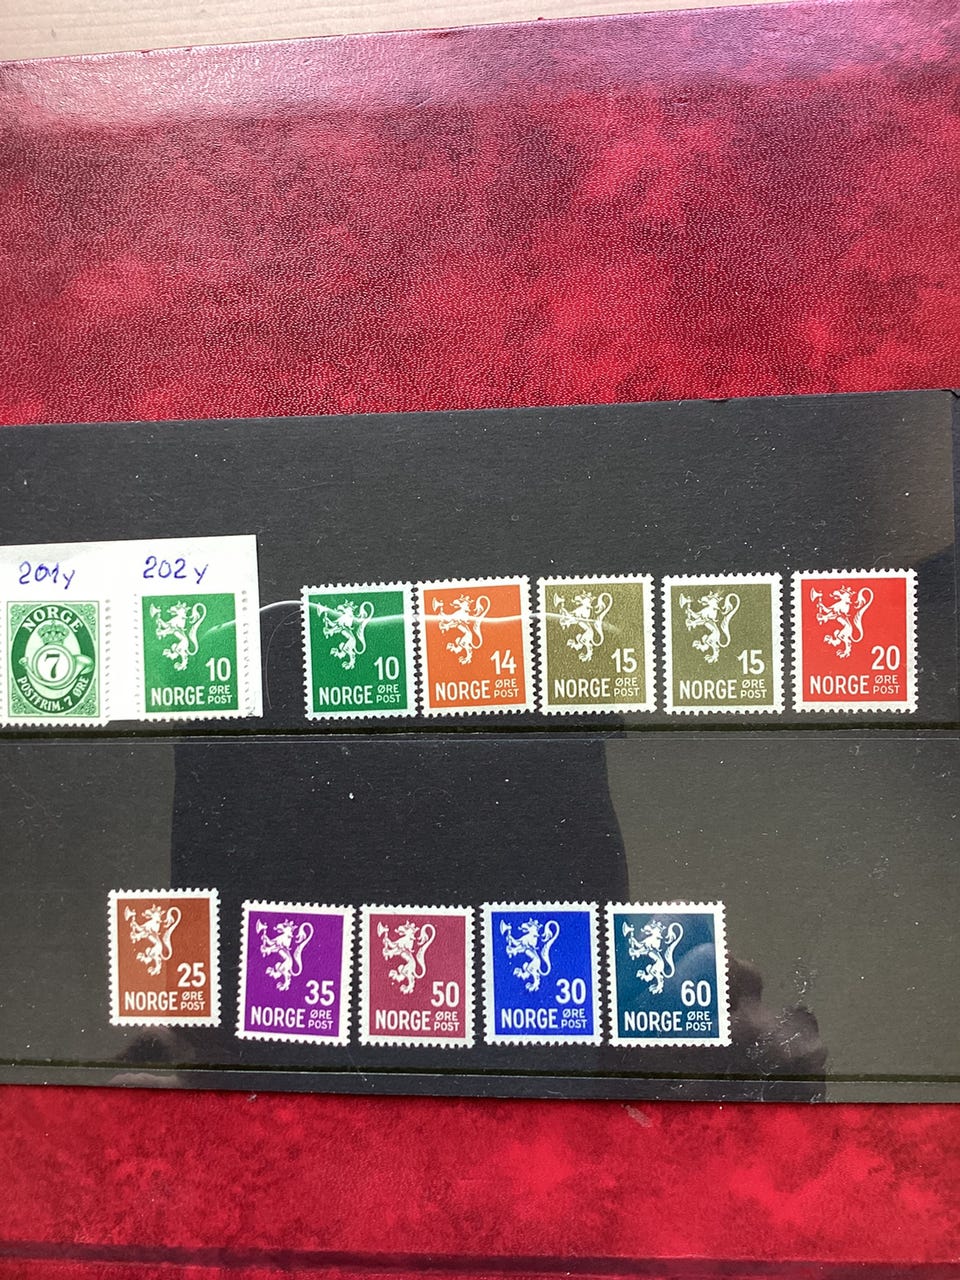 201y
202y
NORGE
7
POSTFRIM. 7 ØRE
10
NORGE ØRE POST
10
NORGE ØRE POST
14
NORGE ØRE POST
15
NORGE ØRE POST
15
NORGE ØRE POST
20
NORGE ØRE POST
25
NORGE ØRE POST
35
NORGE ØRE POST
50
NORGE ØRE POST
30
NORGE ØRE POST
60
NORGE ØRE POST